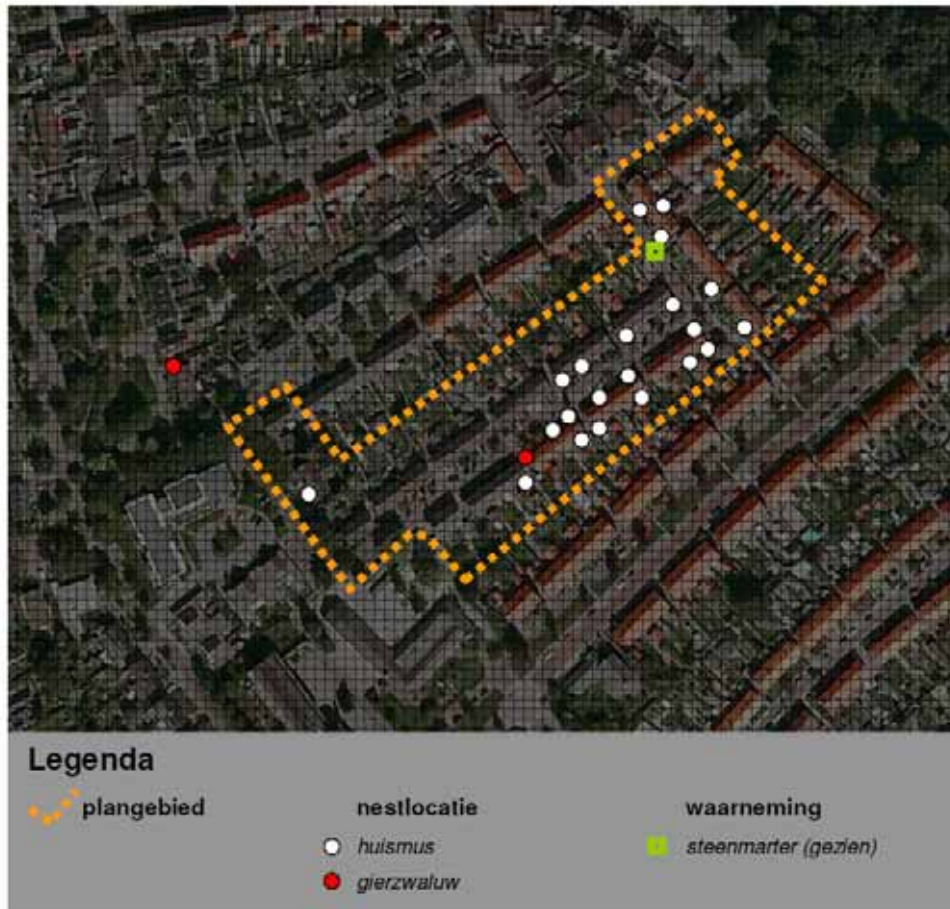 Legenda
plangebied nestlocatie waarneming
huismus steenmarter (gezien)
gierzwaluw